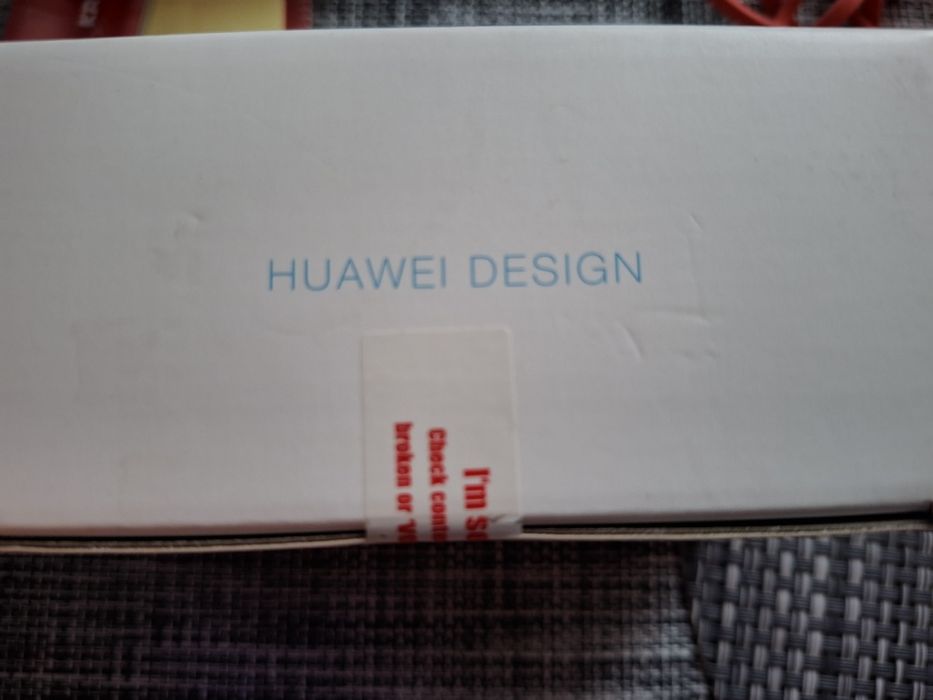 HUAWEI DESIGN
I'm
Check
broken or